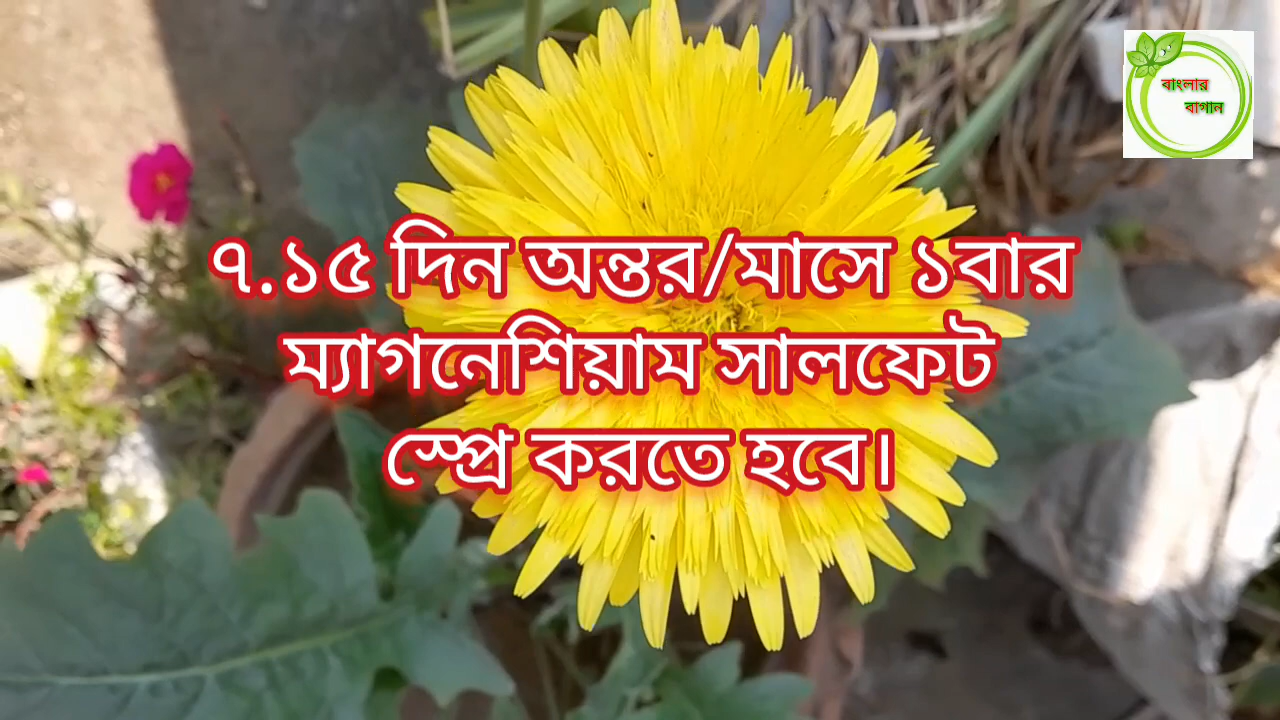 বাংলার
বাগান
৭.১৫ দিন অন্তর/মাসে ১বার
ম্যাগনেশিয়াম সালফেট
স্প্রে করতে হবে।